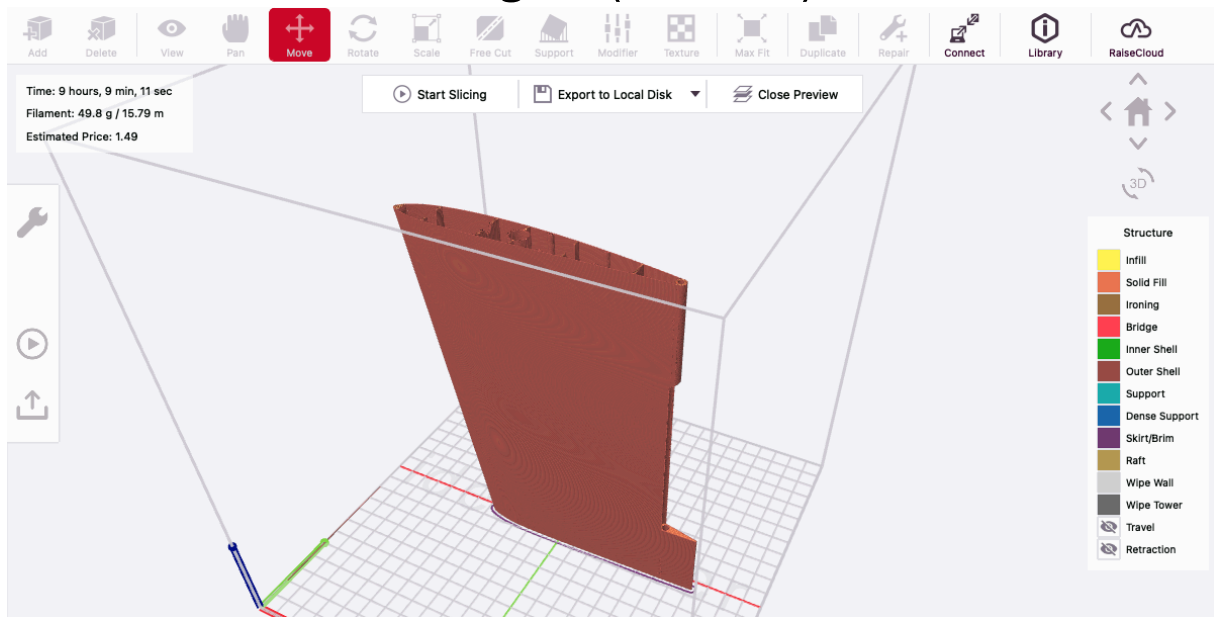 Add
Delete
View
Pan
Move
Rotate
Scale
Free Cut
Support
Modifier
Texture
Max Fit
Duplicate
Repair
Connect
Library
RaiseCloud
Time: 9 hours, 9 min, 11 sec
Filament: 49.8 g / 15.79 m
Estimated Price: 1.49
Start Slicing
Export to Local Disk
Close Preview
3D
Structure
Infill
Solid Fill
Ironing
Bridge
Inner Shell
Outer Shell
Support
Dense Support
Skirt/Brim
Raft
Wipe Wall
Wipe Tower
Travel
Retraction